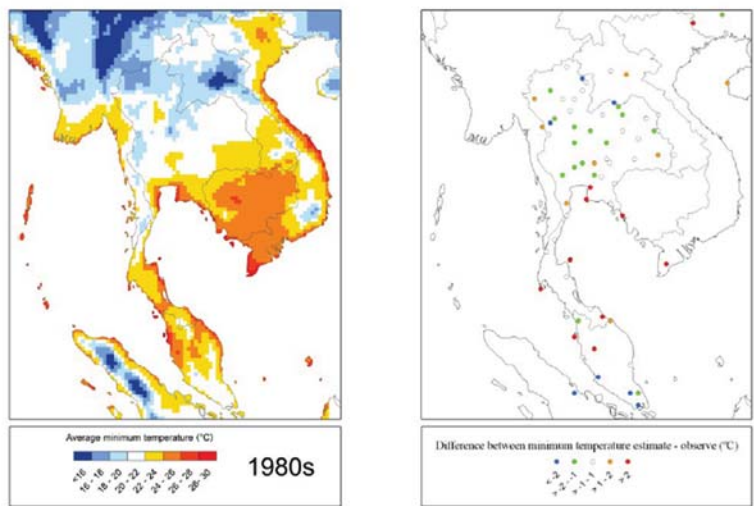 Average minimum temperature (°C)
<16
16 - 18
18 - 20
20 - 22
22 - 24
24 - 26
26 - 28
28 - 30
1980s
Difference between minimum temperature estimate - observe (°C)
<-2
>-2 - -1
>-1 - 1
>1 - 2
>2